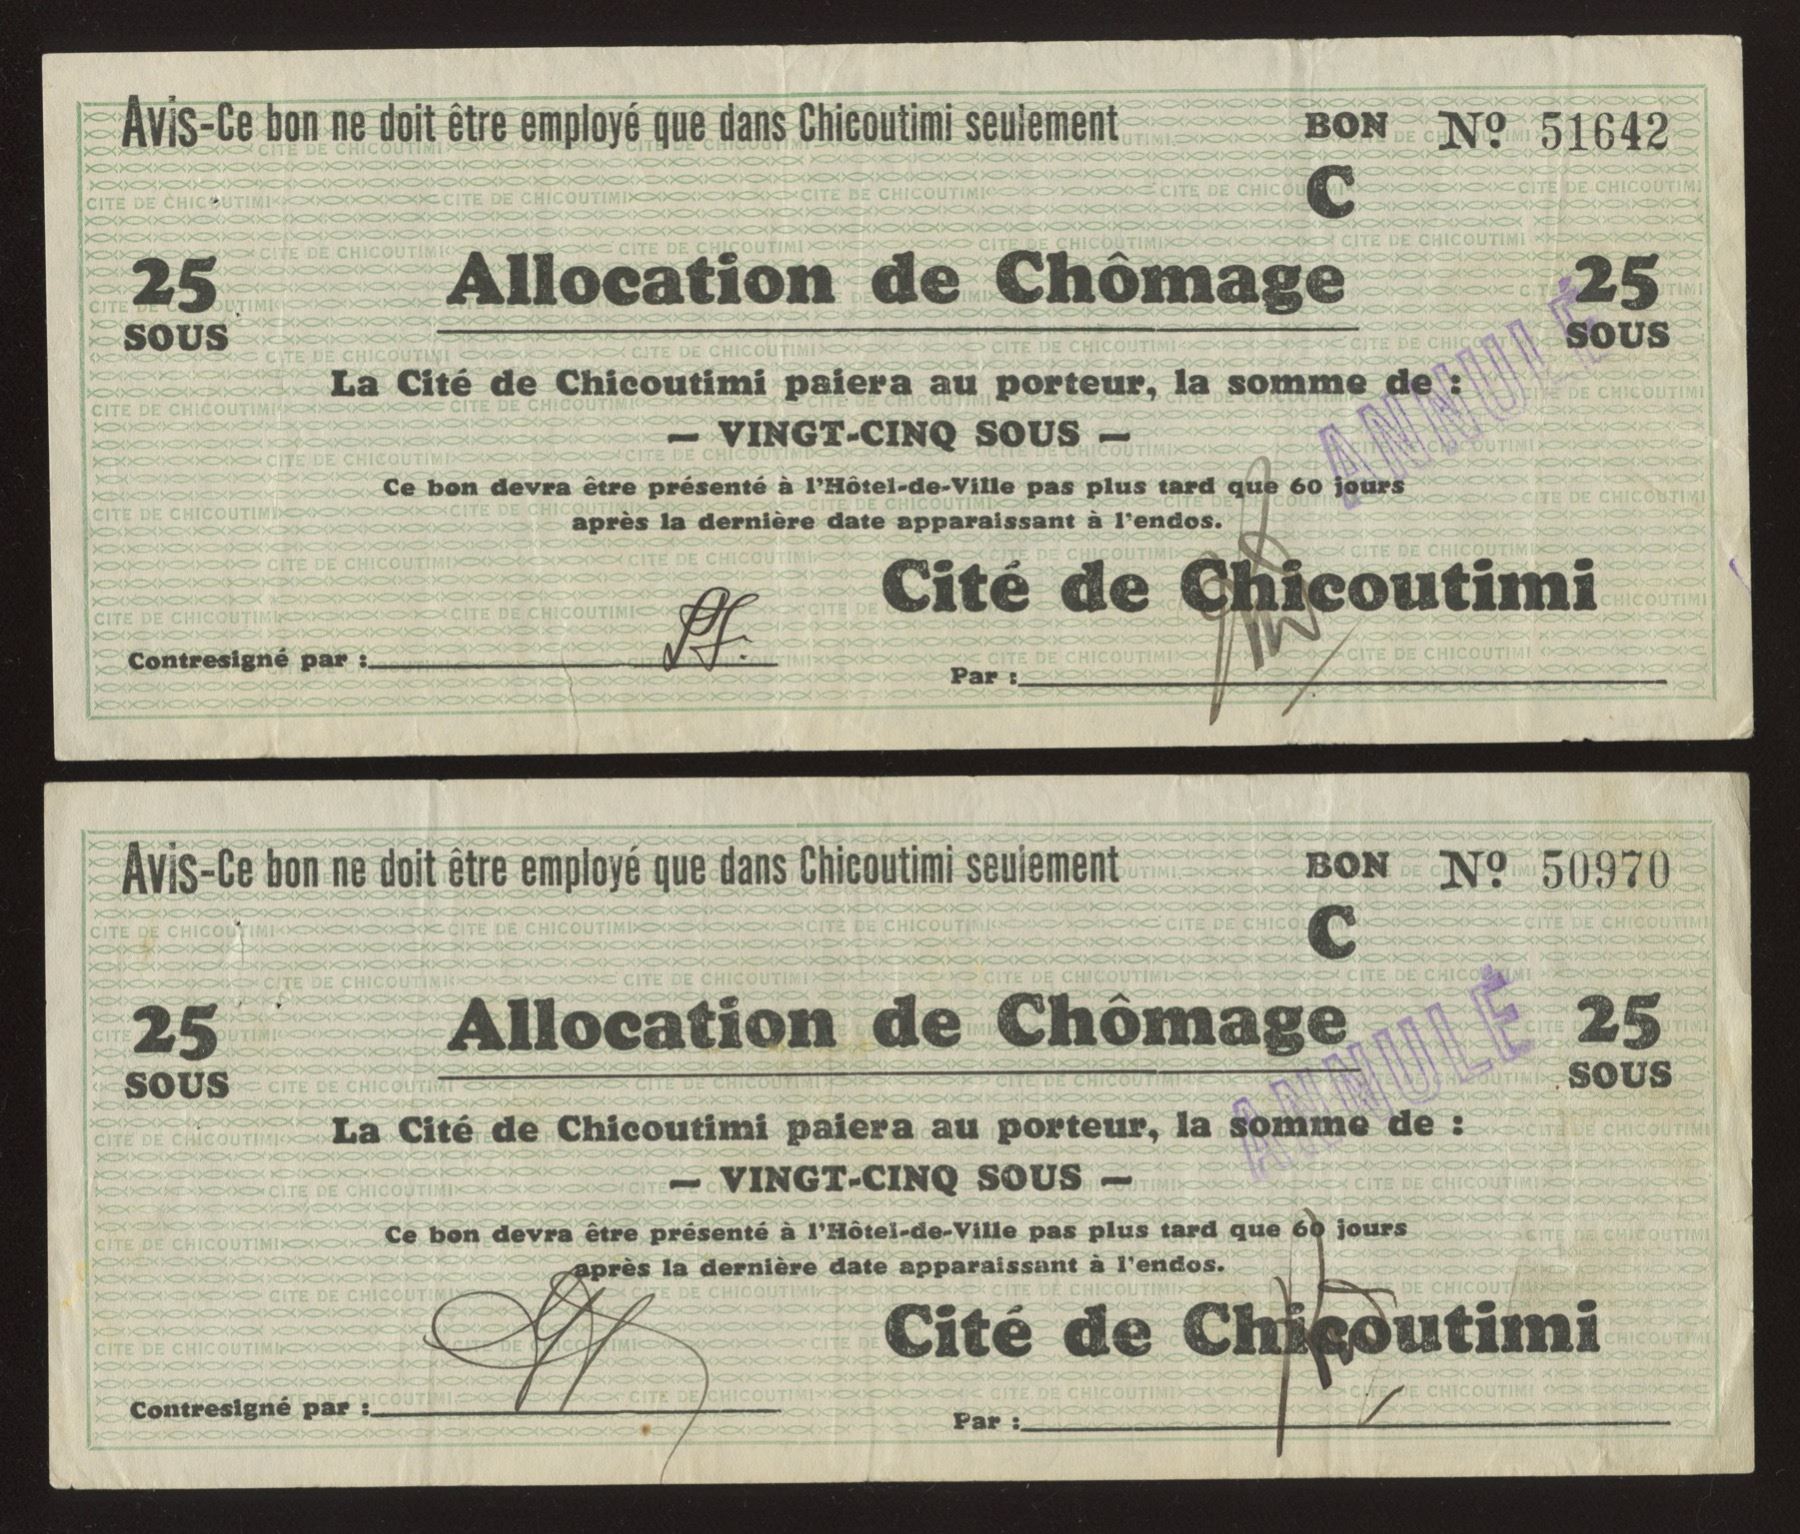 Avis-Ce bon ne doit être employé que dans Chicoutimi seulement
BON Nº 51642
C
25 Allocation de Chômage 25
SOUS SOUS
La Cité de Chicoutimi paiera au porteur, la somme de :
— VINGT-CINQ SOUS —
ANNULÉ
Ce bon devra être présenté à l'Hôtel-de-Ville pas plus tard que 60 jours
après la dernière date apparaissant à l'endos.
Cité de Chicoutimi
Contresigné par :
Par :
Avis-Ce bon ne doit être employé que dans Chicoutimi seulement
BON Nº 50970
C
25 Allocation de Chômage 25
SOUS SOUS
La Cité de Chicoutimi paiera au porteur, la somme de :
— VINGT-CINQ SOUS —
ANNULÉ
Ce bon devra être présenté à l'Hôtel-de-Ville pas plus tard que 60 jours
après la dernière date apparaissant à l'endos.
Cité de Chicoutimi
Contresigné par :
Par :